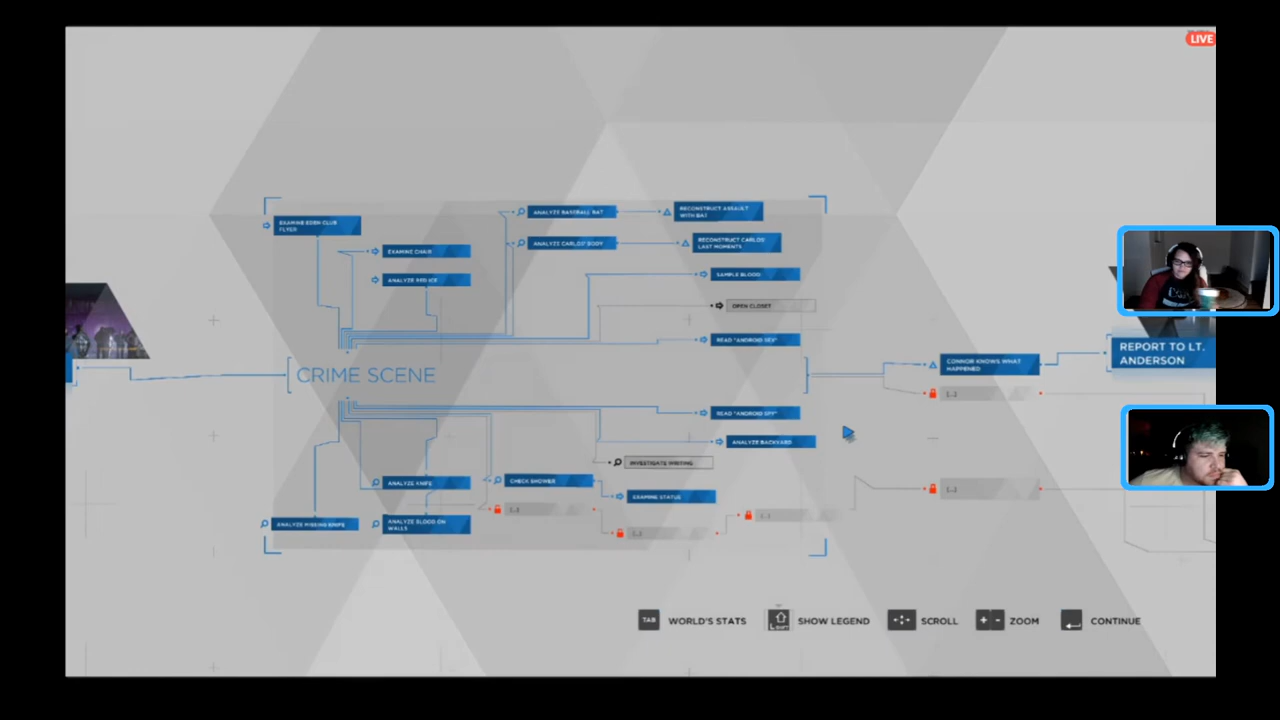 LIVE
EXAMINE EDEN CLUB
FLYER
ANALYZE BASEBALL BAT
RECONSTRUCT ASSAULT
WITH BAT
EXAMINE CHAIR
ANALYZE CARLOS' BODY
RECONSTRUCT CARLOS'
LAST MOMENTS
ANALYZE RED ICE
SAMPLE BLOOD
OPEN CLOSET
READ "ANDROID SEX"
CRIME SCENE
CONNOR KNOWS WHAT
HAPPENED
REPORT TO LT.
ANDERSON
[...]
READ "ANDROID SPY"
ANALYZE BACKYARD
INVESTIGATE WRITING
ANALYZE KNIFE
CHECK SHOWER
EXAMINE STATUE
[...]
[...]
[...]
[...]
ANALYZE MISSING KNIFE
ANALYZE BLOOD ON
WALLS
TAB WORLD'S STATS
SHOW LEGEND
SCROLL
+ - ZOOM
CONTINUE